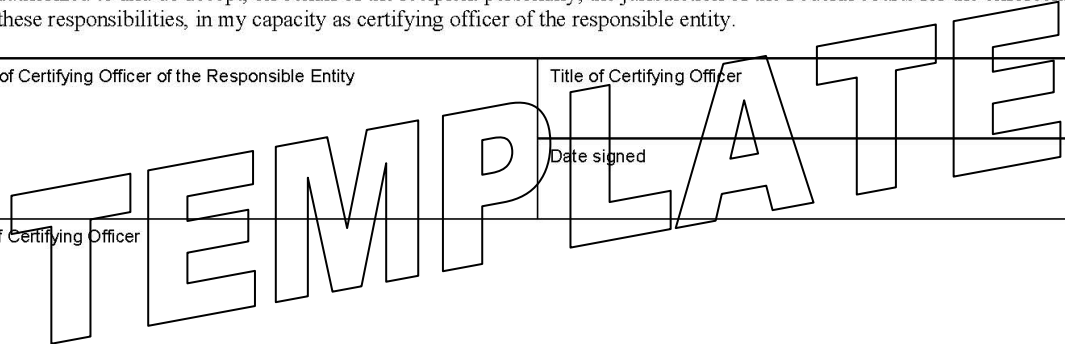 these responsibilities, in my capacity as certifying officer of the responsible entity.
of Certifying Officer of the Responsible Entity
Title of Certifying Officer
Date signed
Certifying Officer
TEMPLATE